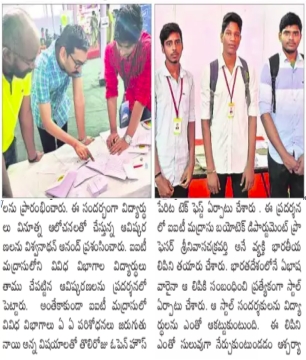 లను ప్రారంభించారు. ఈ సందర్భంగా విద్యార్థు
లు వినూత్న ఆలోచనలతో చేస్తున్న ఆవిష్కర
ణలను విశ్వనాథన్ ఆనంద్ ప్రశంసించారు. ఐఐటీ
మద్రాసులోని వివిధ విభాగాల విద్యార్థులు
తాము చేపట్టిన ఆవిష్కరణలను ప్రదర్శనలో
పెట్టారు. అంతేకాకుండా ఐఐటీ మద్రాసులో
వివిధ విభాగాలు ఏ ఏ పరిశోధనలు జరుగుతు
నాయి అన్న విషయాలతో తొలిరోజు ఓపెన్ హౌస్
పేరిట టెక్ ఫెస్ట్ ఏర్పాటు చేశారు . ఈ ప్రదర్శన
లో ఐఐటీ మద్రాసు బయోటెక్ డిపార్ట్‌మెంట్ ప్రొ
ఫెసర్ శ్రీనివాసచక్రవర్తి అనే వ్యక్తి భారతీయ
లిపిని తయారు చేశారు. భారతదేశంలోనే ఏభాష
వారైనా ఆ లిపికి సంబంధించి ప్రత్యేకంగా స్టాల్
ఏర్పాటు చేశారు. ఆ స్టాల్ సందర్శకులను విద్యా
ర్థులను ఎంతో ఆకట్టుకుంటుంది. ఈ లిపి
ఎంతో సులువుగా నేర్చుకుంటుండడం ఆశ్చర్యా